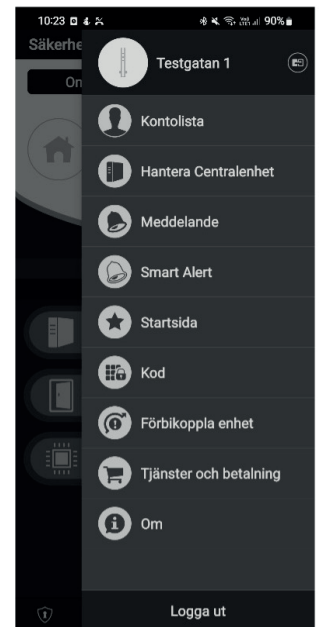 10:23
90%
Säkerhe
On
Testgatan 1
Kontolista
Hantera Centralenhet
Meddelande
Smart Alert
Startsida
Kod
Förbikoppla enhet
Tjänster och betalning
Om
Logga ut